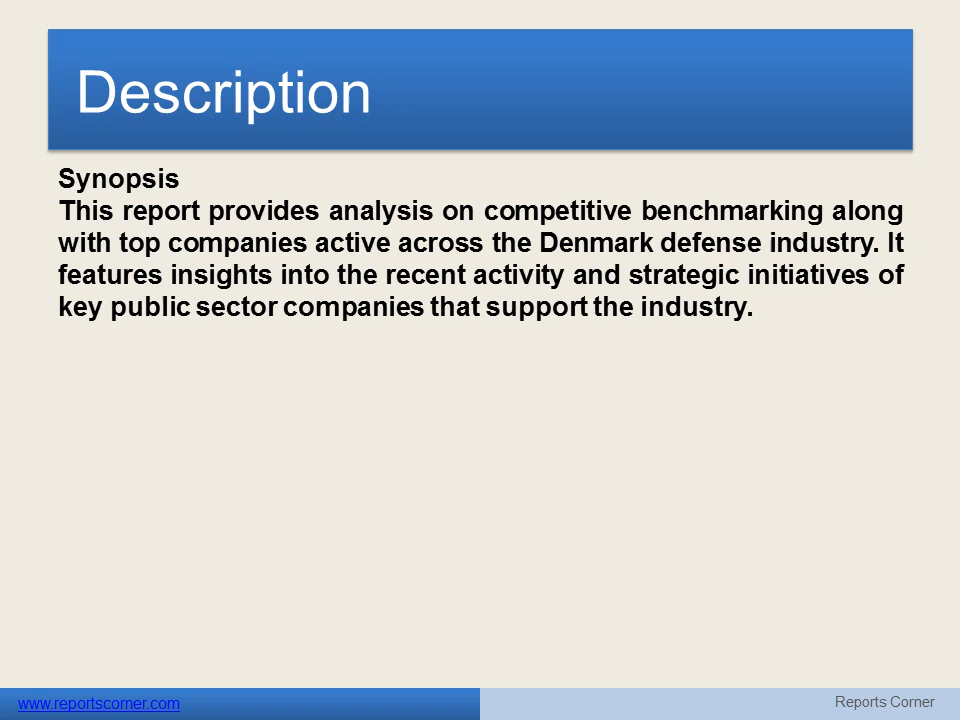 Description
Synopsis
This report provides analysis on competitive benchmarking along
with top companies active across the Denmark defense industry. It
features insights into the recent activity and strategic initiatives of
key public sector companies that support the industry.
www.reportscorner.com
Reports Corner